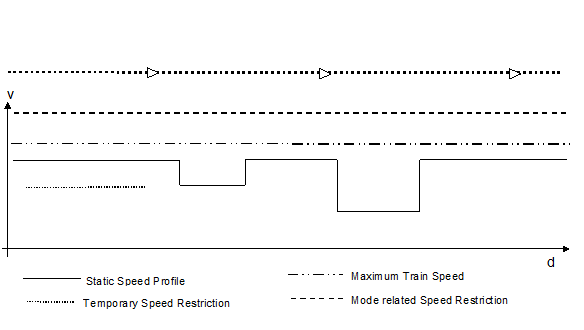 v
d
Static Speed Profile
Maximum Train Speed
Temporary Speed Restriction
Mode related Speed Restriction